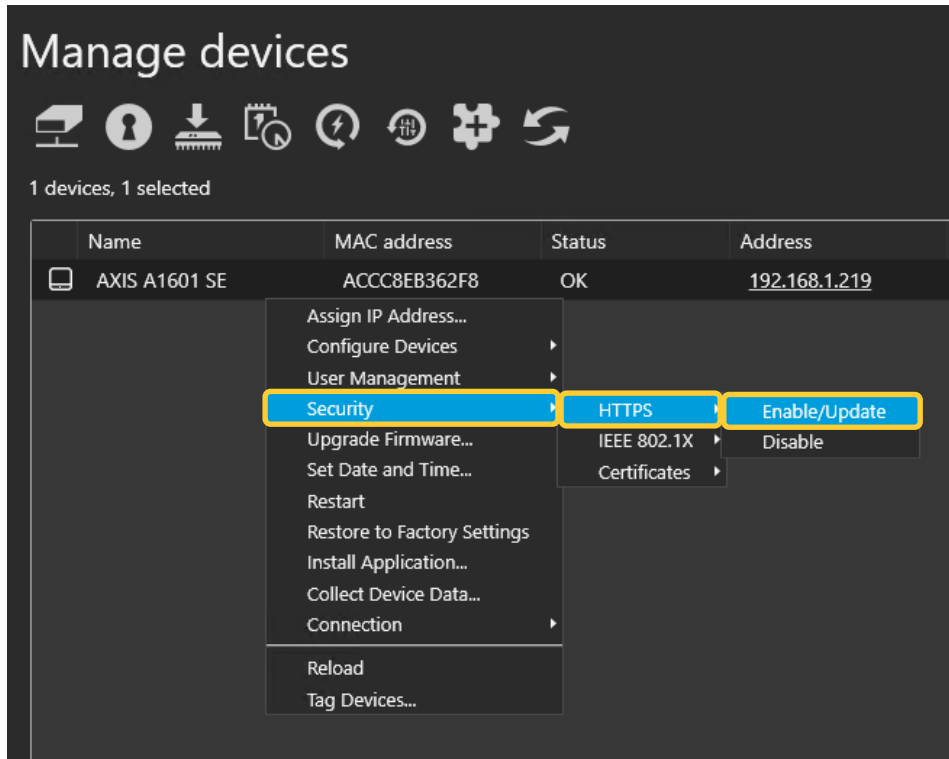 Manage devices
1 devices, 1 selected
Name MAC address Status Address
AXIS A1601 SE ACCC8EB362F8 OK 192.168.1.219
Assign IP Address...
Configure Devices
User Management
Security HTTPS Enable/Update
Upgrade Firmware... IEEE 802.1X Disable
Set Date and Time... Certificates
Restart
Restore to Factory Settings
Install Application...
Collect Device Data...
Connection
Reload
Tag Devices...